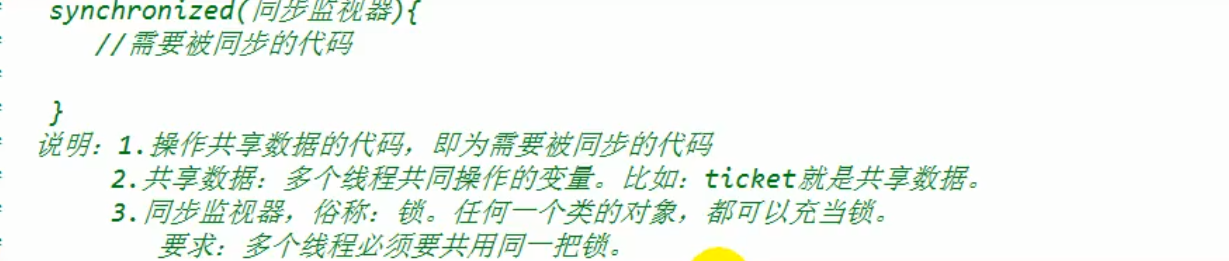 synchronized(同步监视器){
//需要被同步的代码
}
说明：1.操作共享数据的代码，即为需要被同步的代码
2.共享数据：多个线程共同操作的变量。比如：ticket就是共享数据。
3.同步监视器，俗称：锁。任何一个类的对象，都可以充当锁。
要求：多个线程必须要共用同一把锁。